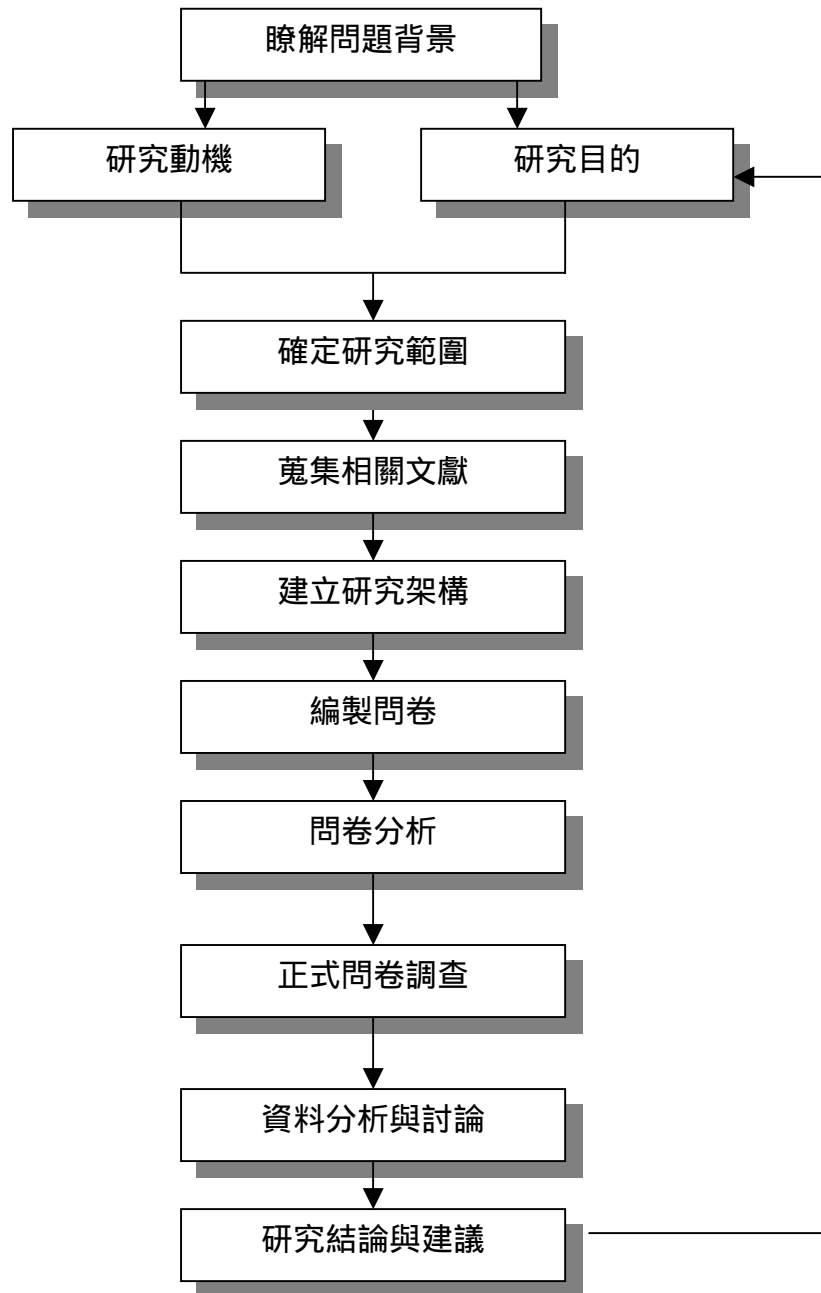 瞭解問題背景
研究動機
研究目的
確定研究範圍
蒐集相關文獻
建立研究架構
編製問卷
問卷分析
正式問卷調查
資料分析與討論
研究結論與建議